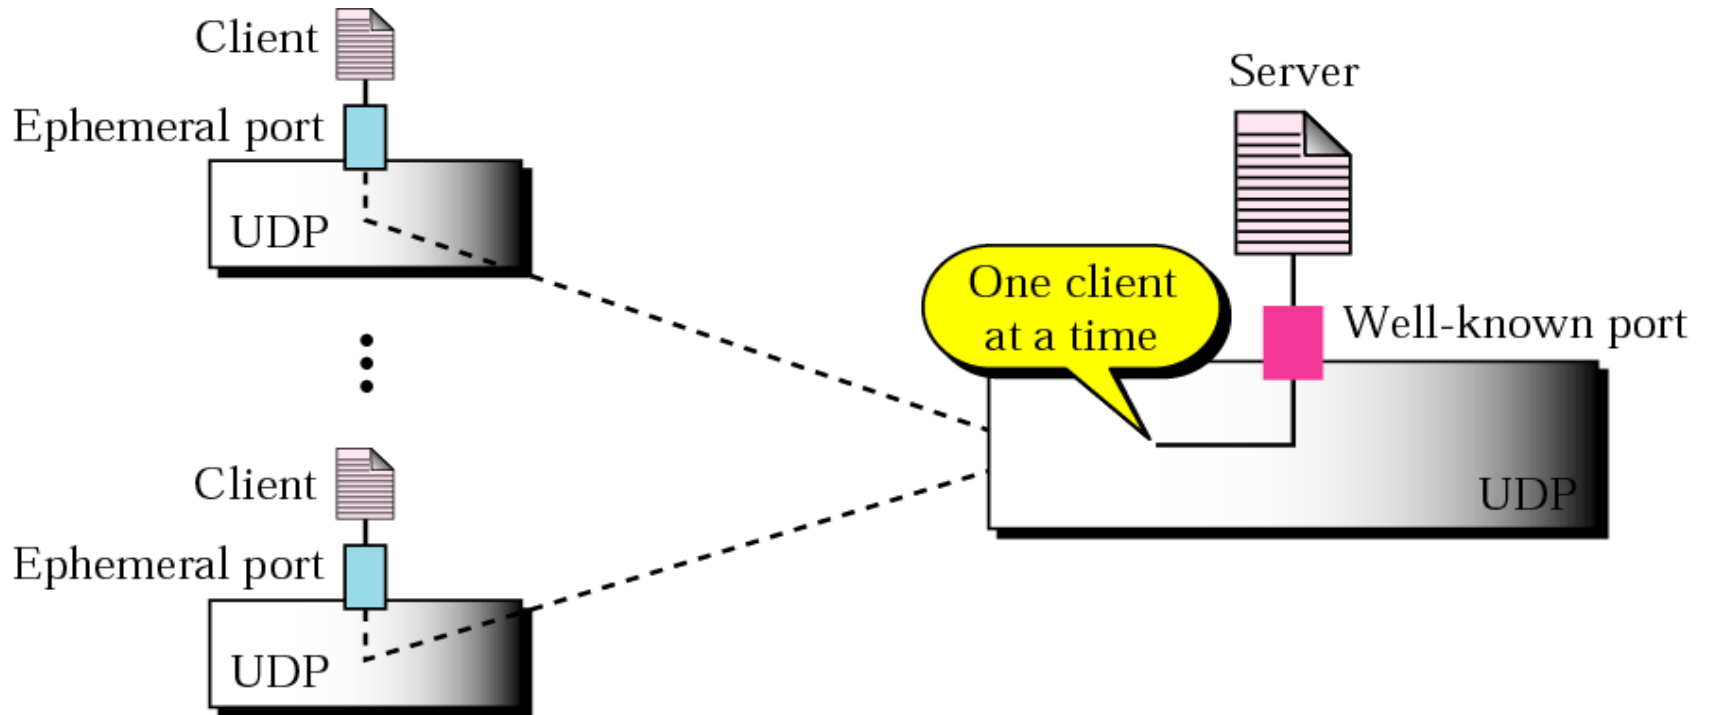 Client
Ephemeral port
UDP
Client
Ephemeral port
UDP
Server
One client
at a time
Well-known port
UDP